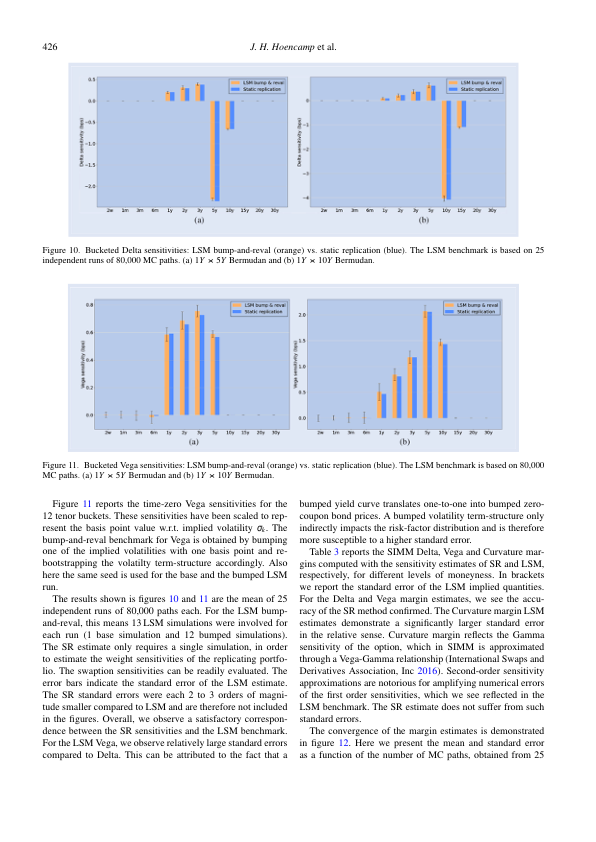 426
J. H. Hoencamp et al.
0.5
0.0
−0.5
−1.0
−1.5
−2.0
Delta sensitivity (bps)
LSM bump & reval
Static replication
2w 1m 3m 6m 1y 2y 3y 5y 10y 15y 20y 30y
(a)
0
−1
−2
−3
−4
Delta sensitivity (bps)
LSM bump & reval
Static replication
2w 1m 3m 6m 1y 2y 3y 5y 10y 15y 20y 30y
(b)
Figure 10. Bucketed Delta sensitivities: LSM bump-and-reval (orange) vs. static replication (blue). The LSM benchmark is based on 25
independent runs of 80,000 MC paths. (a) 1Y × 5Y Bermudan and (b) 1Y × 10Y Bermudan.
0.8
0.6
0.4
0.2
0.0
Vega sensitivity (bps)
LSM bump & reval
Static replication
2w 1m 3m 6m 1y 2y 3y 5y 10y 15y 20y 30y
(a)
2.0
1.5
1.0
0.5
0.0
Vega sensitivity (bps)
LSM bump & reval
Static replication
2w 1m 3m 6m 1y 2y 3y 5y 10y 15y 20y 30y
(b)
Figure 11. Bucketed Vega sensitivities: LSM bump-and-reval (orange) vs. static replication (blue). The LSM benchmark is based on 80,000
MC paths. (a) 1Y × 5Y Bermudan and (b) 1Y × 10Y Bermudan.
Figure 11 reports the time-zero Vega sensitivities for the
12 tenor buckets. These sensitivities have been scaled to rep-
resent the basis point value w.r.t. implied volatility σ̄ₖ. The
bump-and-reval benchmark for Vega is obtained by bumping
one of the implied volatilities with one basis point and re-
bootstrapping the volatilty term-structure accordingly. Also
here the same seed is used for the base and the bumped LSM
run.
The results shown is figures 10 and 11 are the mean of 25
independent runs of 80,000 paths each. For the LSM bump-
and-reval, this means 13 LSM simulations were involved for
each run (1 base simulation and 12 bumped simulations).
The SR estimate only requires a single simulation, in order
to estimate the weight sensitivities of the replicating portfo-
lio. The swaption sensitivities can be readily evaluated. The
error bars indicate the standard error of the LSM estimate.
The SR standard errors were each 2 to 3 orders of magni-
tude smaller compared to LSM and are therefore not included
in the figures. Overall, we observe a satisfactory correspon-
dence between the SR sensitivities and the LSM benchmark.
For the LSM Vega, we observe relatively large standard errors
compared to Delta. This can be attributed to the fact that a
bumped yield curve translates one-to-one into bumped zero-
coupon bond prices. A bumped volatility term-structure only
indirectly impacts the risk-factor distribution and is therefore
more susceptible to a higher standard error.
Table 3 reports the SIMM Delta, Vega and Curvature mar-
gins computed with the sensitivity estimates of SR and LSM,
respectively, for different levels of moneyness. In brackets
we report the standard error of the LSM implied quantities.
For the Delta and Vega margin estimates, we see the accu-
racy of the SR method confirmed. The Curvature margin LSM
estimates demonstrate a significantly larger standard error
in the relative sense. Curvature margin reflects the Gamma
sensitivity of the option, which in SIMM is approximated
through a Vega-Gamma relationship (International Swaps and
Derivatives Association, Inc 2016). Second-order sensitivity
approximations are notorious for amplifying numerical errors
of the first order sensitivities, which we see reflected in the
LSM benchmark. The SR estimate does not suffer from such
standard errors.
The convergence of the margin estimates is demonstrated
in figure 12. Here we present the mean and standard error
as a function of the number of MC paths, obtained from 25